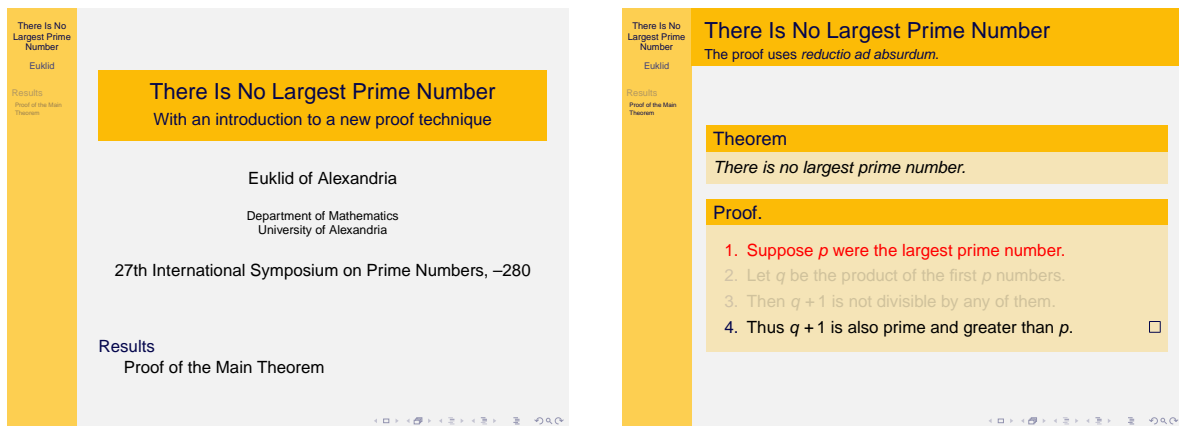 There Is No
Largest Prime
Number
Euklid
Results
Proof of the Main
Theorem
There Is No Largest Prime Number
With an introduction to a new proof technique
Euklid of Alexandria
Department of Mathematics
University of Alexandria
27th International Symposium on Prime Numbers, –280
Results
Proof of the Main Theorem
There Is No
Largest Prime
Number
Euklid
Results
Proof of the Main
Theorem
There Is No Largest Prime Number
The proof uses reductio ad absurdum.
Theorem
There is no largest prime number.
Proof.
1. Suppose p were the largest prime number.
2. Let q be the product of the first p numbers.
3. Then q + 1 is not divisible by any of them.
4. Thus q + 1 is also prime and greater than p. □